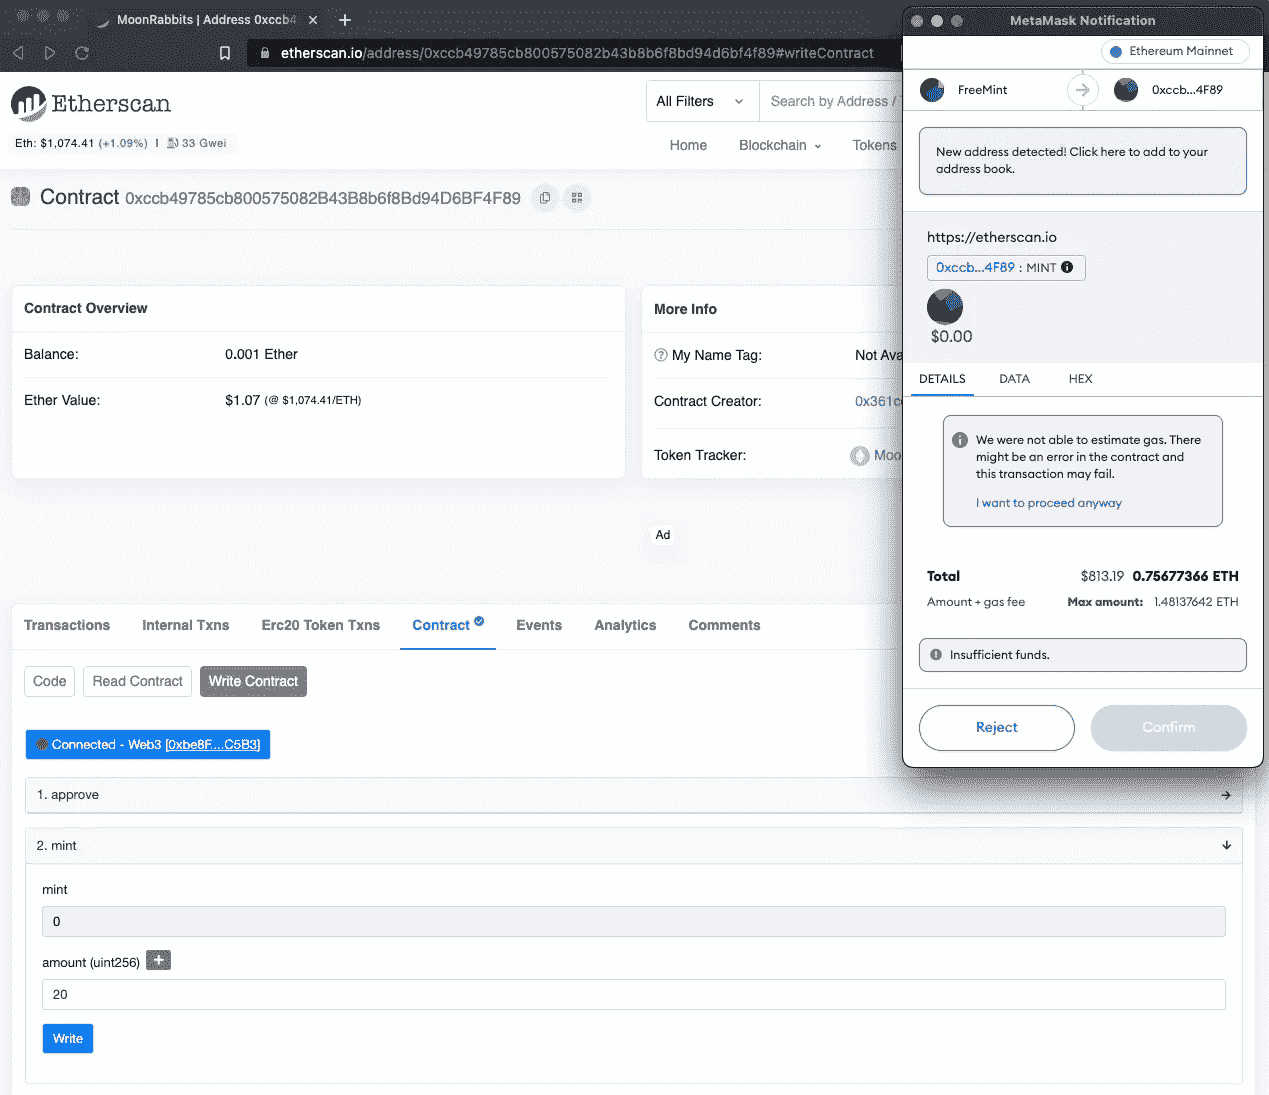 MoonRabbits | Address 0xccb4
etherscan.io/address/0xccb49785cb800575082b43b8b6f8bd94d6bf4f89#writeContract
Etherscan
All Filters
Search by Address /
Eth: $1,074.41 (+1.09%) | 33 Gwei
Home Blockchain Tokens
Contract 0xccb49785cb800575082B43B8b6f8Bd94D6BF4F89
Contract Overview
Balance: 0.001 Ether
Ether Value: $1.07 (@ $1,074.41/ETH)
More Info
My Name Tag: Not Ava
Contract Creator: 0x361c
Token Tracker: Moo
Ad
Transactions Internal Txns Erc20 Token Txns Contract Events Analytics Comments
Code Read Contract Write Contract
Connected - Web3 [0xbe8F....C5B3]
1. approve
2. mint
mint
0
amount (uint256)
20
Write
MetaMask Notification
Ethereum Mainnet
FreeMint 0xccb...4F89
New address detected! Click here to add to your
address book.
https://etherscan.io
0xccb...4F89 : MINT
$0.00
DETAILS DATA HEX
We were not able to estimate gas. There
might be an error in the contract and
this transaction may fail.
I want to proceed anyway
Total $813.19 0.75677366 ETH
Amount + gas fee Max amount: 1.48137642 ETH
Insufficient funds.
Reject Confirm